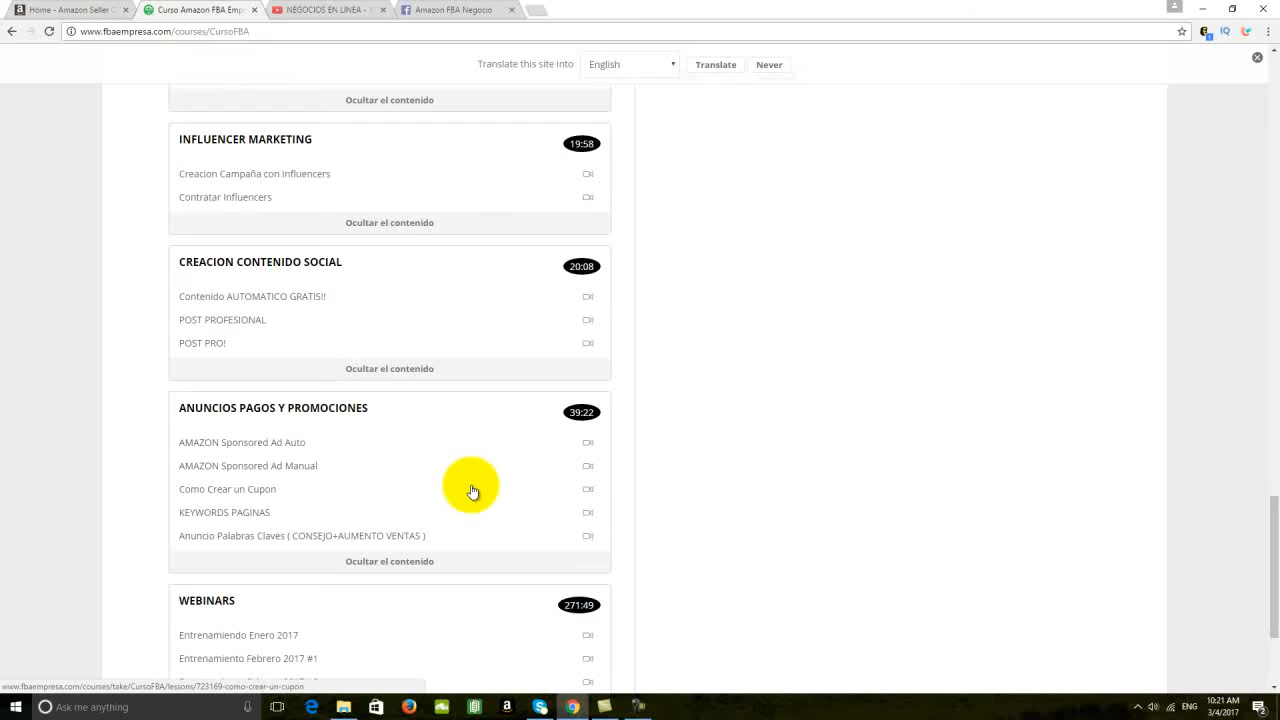 Home - Amazon Seller C
Curso Amazon FBA Emp
NEGOCIOS EN LINEA - 
Amazon FBA Negocio
www.fbaempresa.com/courses/CursoFBA
Translate this site into
English
Translate
Never
Ocultar el contenido
INFLUENCER MARKETING
19:58
Creacion Campaña con Influencers
Contratar Influencers
Ocultar el contenido
CREACION CONTENIDO SOCIAL
20:08
Contenido AUTOMATICO GRATIS!!
POST PROFESIONAL
POST PRO!
Ocultar el contenido
ANUNCIOS PAGOS Y PROMOCIONES
39:22
AMAZON Sponsored Ad Auto
AMAZON Sponsored Ad Manual
Como Crear un Cupon
KEYWORDS PAGINAS
Anuncio Palabras Claves ( CONSEJO+AUMENTO VENTAS )
Ocultar el contenido
WEBINARS
271:49
Entrenamiendo Enero 2017
Entrenamiento Febrero 2017 #1
www.fbaempresa.com/courses/take/CursoFBA/lessons/723169-como-crear-un-cupon
Ask me anything
10:21 AM
3/4/2017